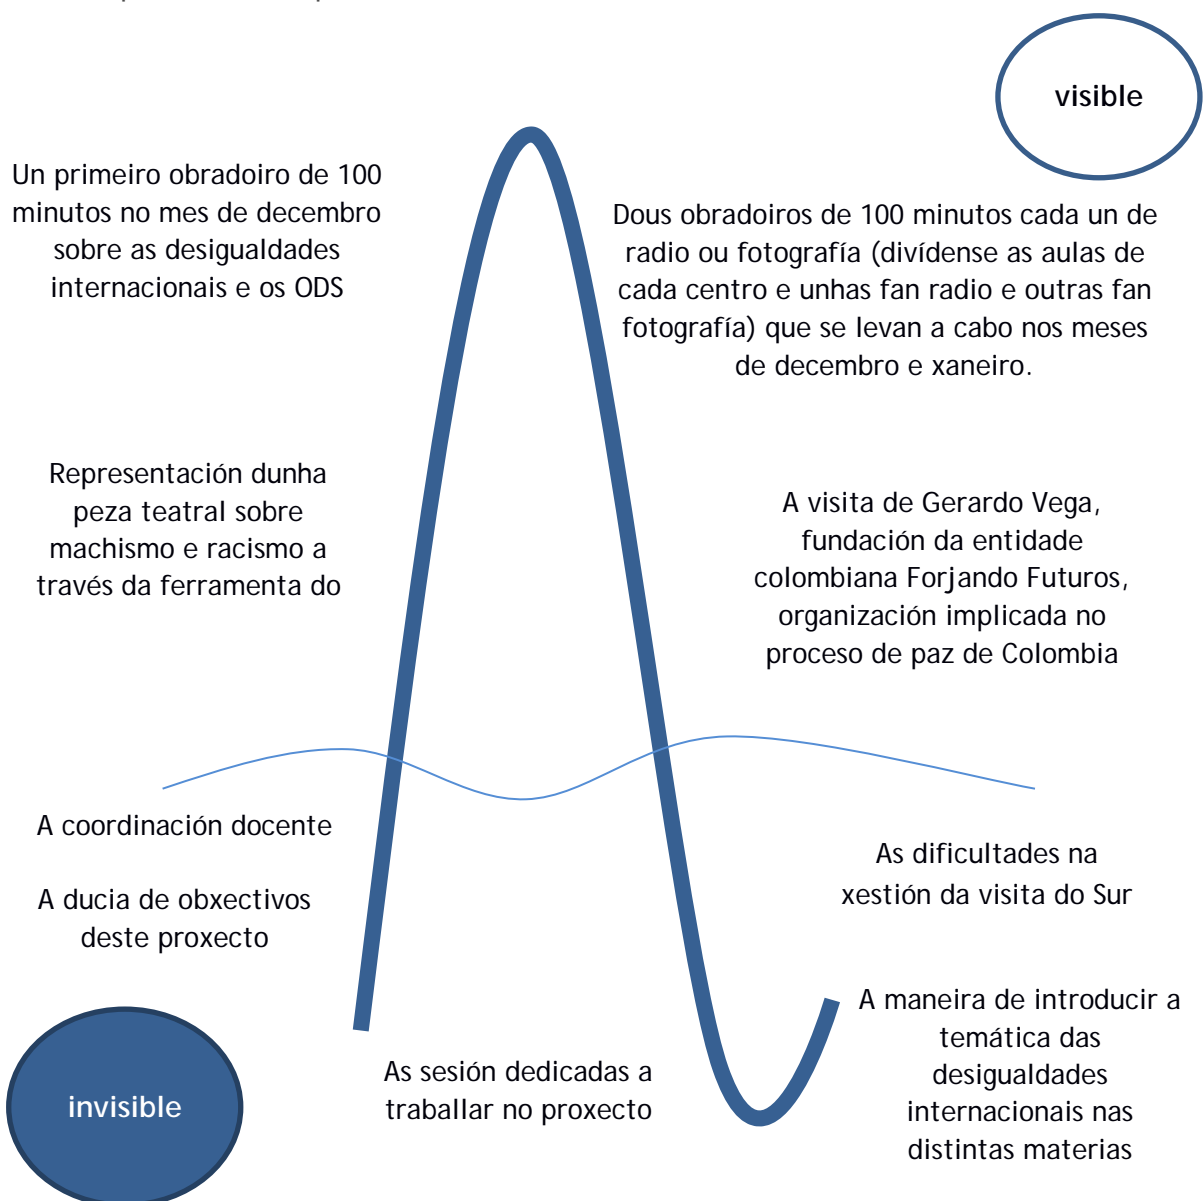 visible
Un primeiro obradoiro de 100
minutos no mes de decembro
sobre as desigualdades
internacionais e os ODS
Dous obradoiros de 100 minutos cada un de
radio ou fotografía (divídense as aulas de
cada centro e unhas fan radio e outras fan
fotografía) que se levan a cabo nos meses
de decembro e xaneiro.
Representación dunha
peza teatral sobre
machismo e racismo a
través da ferramenta do
A visita de Gerardo Vega,
fundación da entidade
colombiana Forjando Futuros,
organización implicada no
proceso de paz de Colombia
A coordinación docente
A ducia de obxectivos
deste proxecto
As dificultades na
xestión da visita do Sur
invisible
As sesión dedicadas a
traballar no proxecto
A maneira de introducir a
temática das
desigualdades
internacionais nas
distintas materias